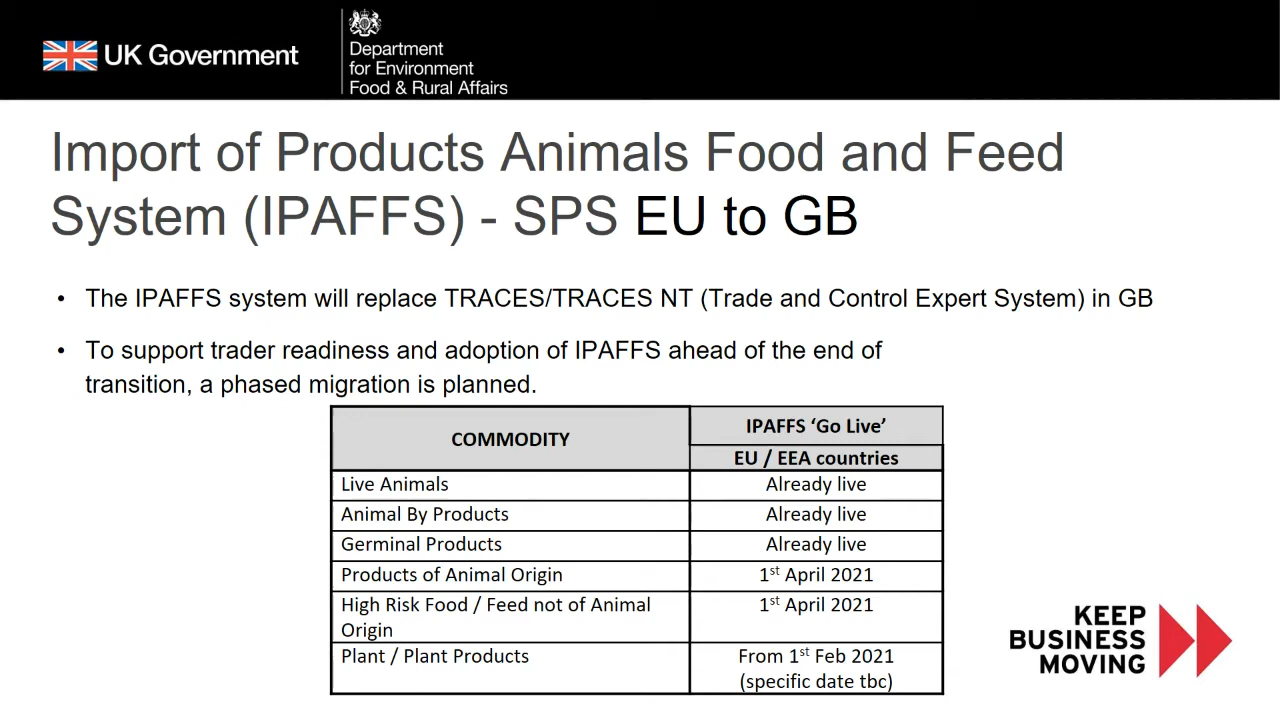 UK Government
Department
for Environment
Food & Rural Affairs
Import of Products Animals Food and Feed
System (IPAFFS) - SPS EU to GB
• The IPAFFS system will replace TRACES/TRACES NT (Trade and Control Expert System) in GB
• To support trader readiness and adoption of IPAFFS ahead of the end of
transition, a phased migration is planned.
COMMODITY
IPAFFS ‘Go Live’
EU / EEA countries
Live Animals Already live
Animal By Products Already live
Germinal Products Already live
Products of Animal Origin 1st April 2021
High Risk Food / Feed not of Animal
Origin
1st April 2021
Plant / Plant Products
From 1st Feb 2021
(specific date tbc)
KEEP
BUSINESS
MOVING